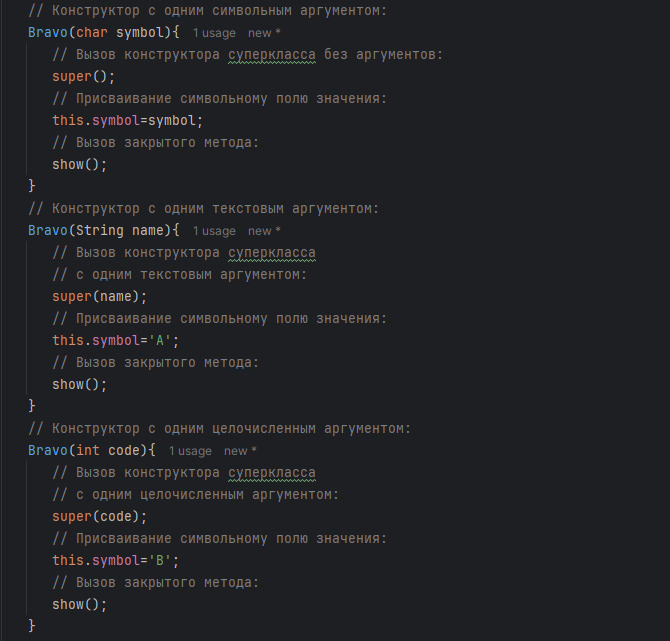 // Конструктор с одним символьным аргументом:
Bravo(char symbol){ 1 usage new *
// Вызов конструктора суперкласса без аргументов:
super();
// Присваивание символьному полю значения:
this.symbol=symbol;
// Вызов закрытого метода:
show();
}
// Конструктор с одним текстовым аргументом:
Bravo(String name){ 1 usage new *
// Вызов конструктора суперкласса
// с одним текстовым аргументом:
super(name);
// Присваивание символьному полю значения:
this.symbol='A';
// Вызов закрытого метода:
show();
}
// Конструктор с одним целочисленным аргументом:
Bravo(int code){ 1 usage new *
// Вызов конструктора суперкласса
// с одним целочисленным аргументом:
super(code);
// Присваивание символьному полю значения:
this.symbol='B';
// Вызов закрытого метода:
show();
}